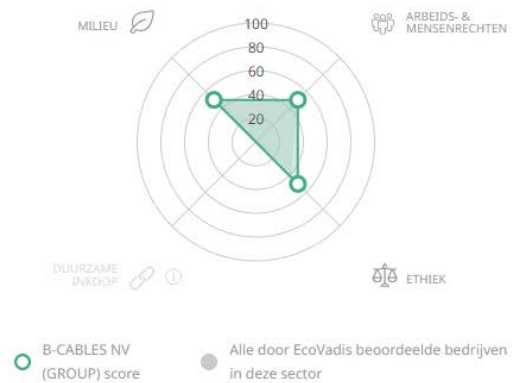 MILIEU
ARBEIDS- &
MENSENRECHTEN
100
80
60
40
20
DUURZAME
INKOOP
ETHIEK
B-CABLES NV
(GROUP) score
Alle door EcoVadis beoordeelde bedrijven
in deze sector